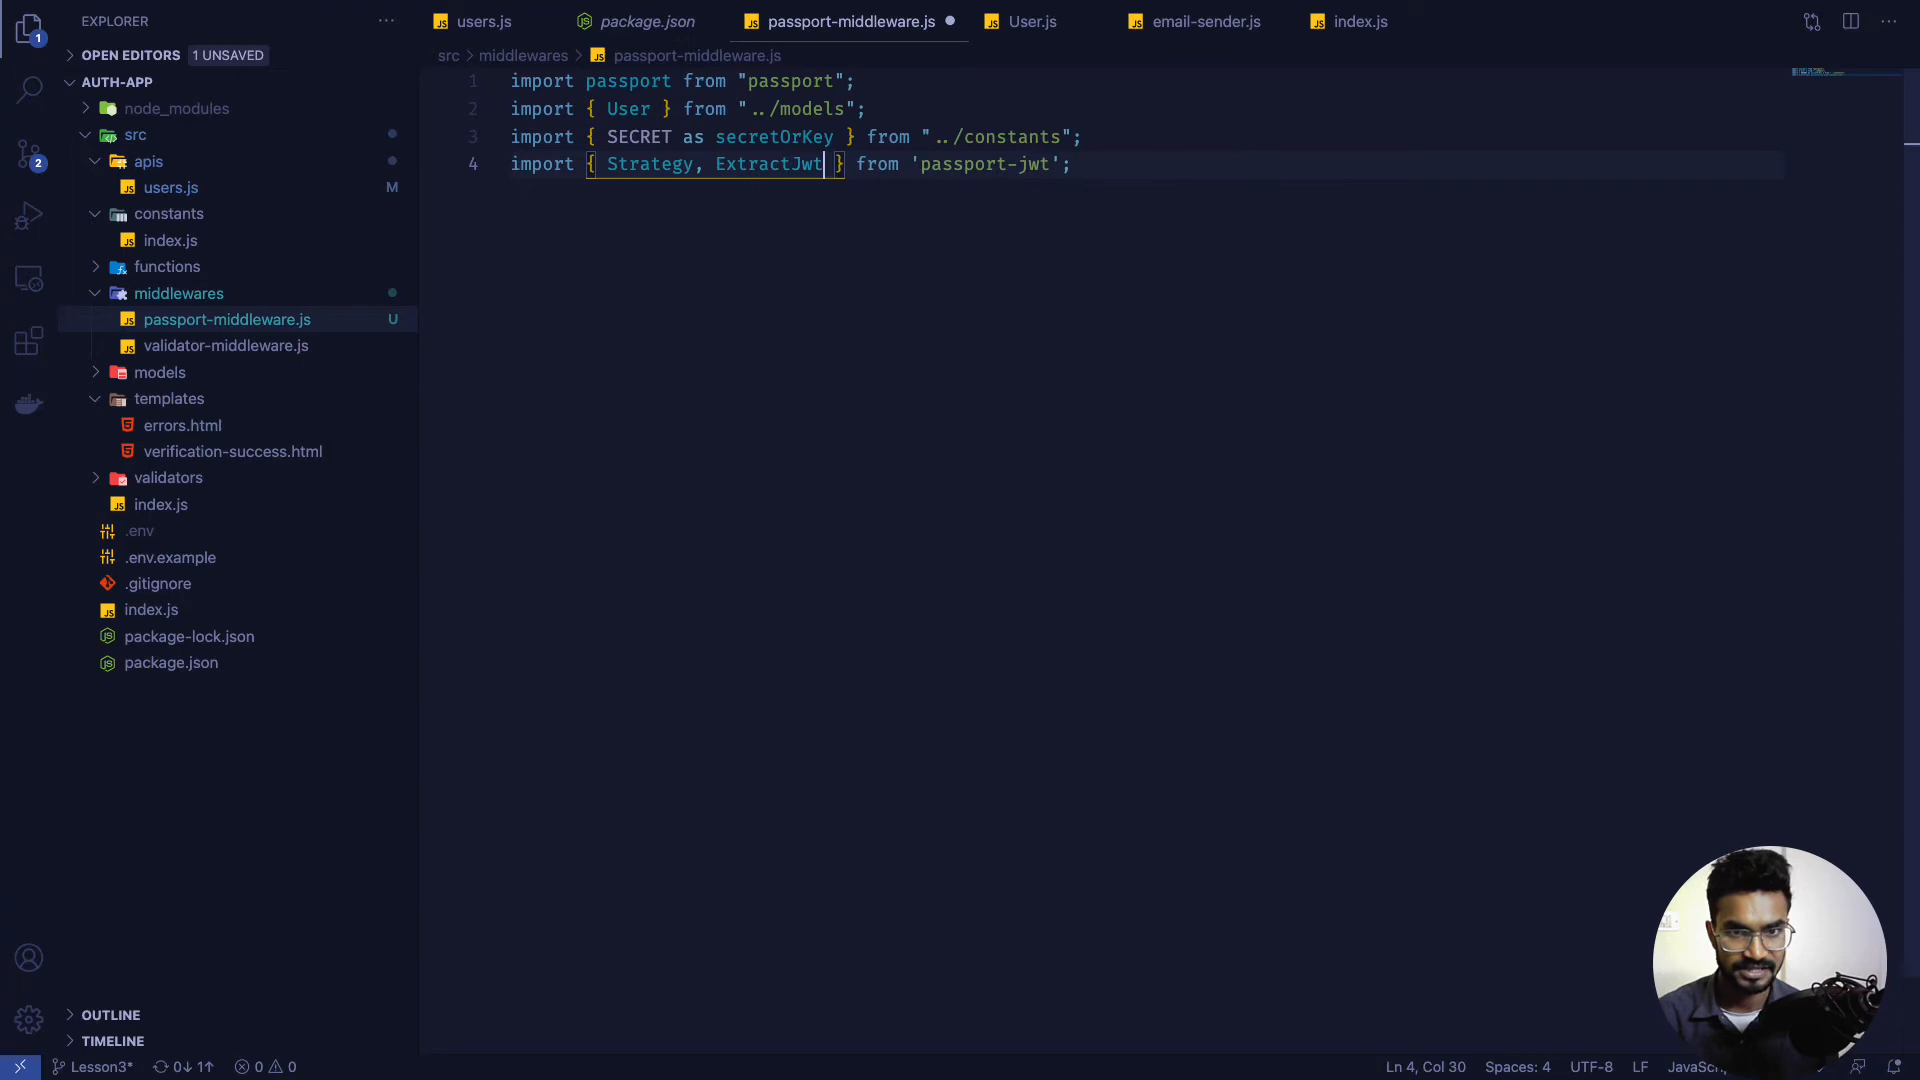 EXPLORER
OPEN EDITORS 1 UNSAVED
AUTH-APP
node_modules
src
apis
users.js M
constants
index.js
functions
middlewares
passport-middleware.js U
validator-middleware.js
models
templates
errors.html
verification-success.html
validators
index.js
.env
.env.example
.gitignore
index.js
package-lock.json
package.json
OUTLINE
TIMELINE
1
2
users.js package.json passport-middleware.js User.js email-sender.js index.js
src > middlewares > passport-middleware.js
1 import passport from "passport";
2 import { User } from "../models";
3 import { SECRET as secretOrKey } from "../constants";
4 import { Strategy, ExtractJwt } from 'passport-jwt';
Lesson3* 0↓ 1↑ 0 0 Ln 4, Col 30 Spaces: 4 UTF-8 LF